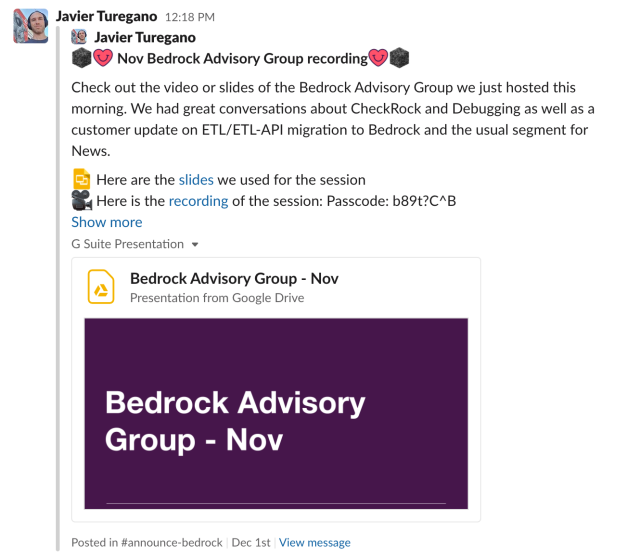 Javier Turegano 12:18 PM
Javier Turegano
Nov Bedrock Advisory Group recording
Check out the video or slides of the Bedrock Advisory Group we just hosted this
morning. We had great conversations about CheckRock and Debugging as well as a
customer update on ETL/ETL-API migration to Bedrock and the usual segment for
News.
Here are the slides we used for the session
Here is the recording of the session: Passcode: b89t?C^B
Show more
G Suite Presentation
Bedrock Advisory Group - Nov
Presentation from Google Drive
Bedrock Advisory
Group - Nov
Posted in #announce-bedrock | Dec 1st | View message